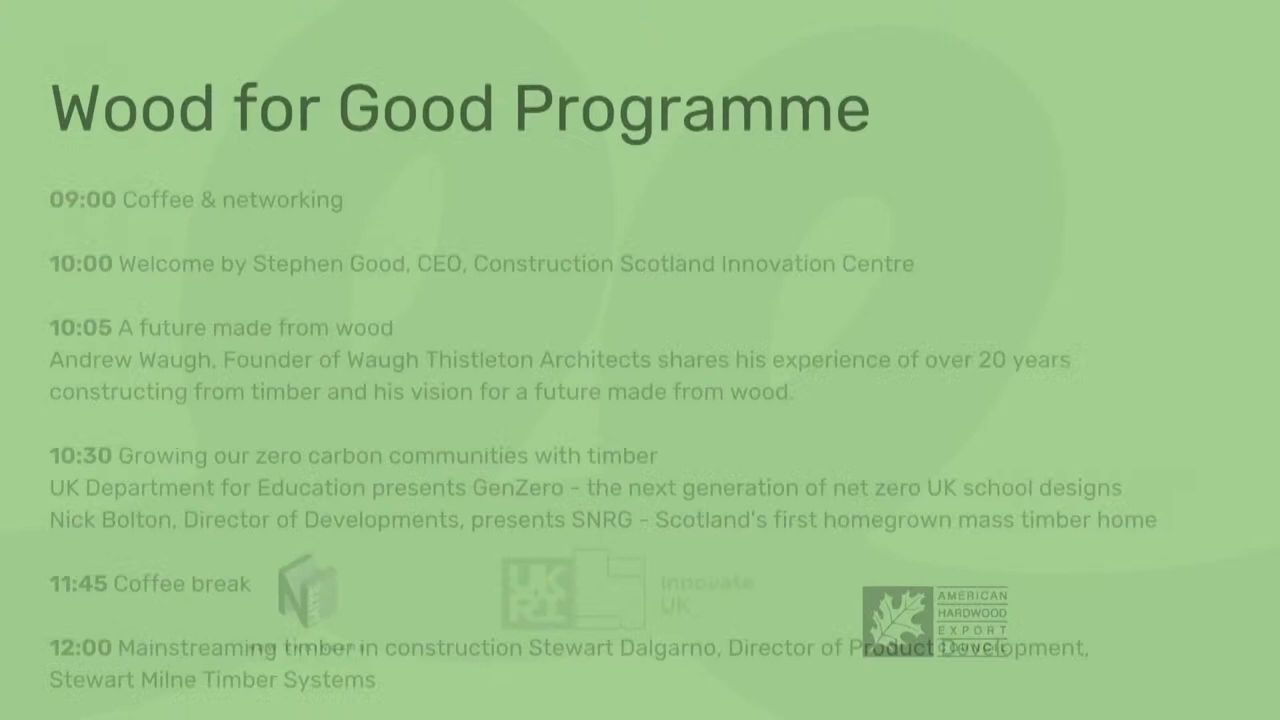 Wood for Good Programme
09:00 Coffee & networking
10:00 Welcome by Stephen Good, CEO, Construction Scotland Innovation Centre
10:05 A future made from wood
Andrew Waugh, Founder of Waugh Thistleton Architects shares his experience of over 20 years
constructing from timber and his vision for a future made from wood.
10:30 Growing our zero carbon communities with timber
UK Department for Education presents GenZero - the next generation of net zero UK school designs
Nick Bolton, Director of Developments, presents SNRG - Scotland's first homegrown mass timber home
11:45 Coffee break
UK
RI
Innovate
UK
AMERICAN
HARDWOOD
EXPORT
COUNCIL
12:00 Mainstreaming timber in construction Stewart Dalgarno, Director of Product Development,
Stewart Milne Timber Systems